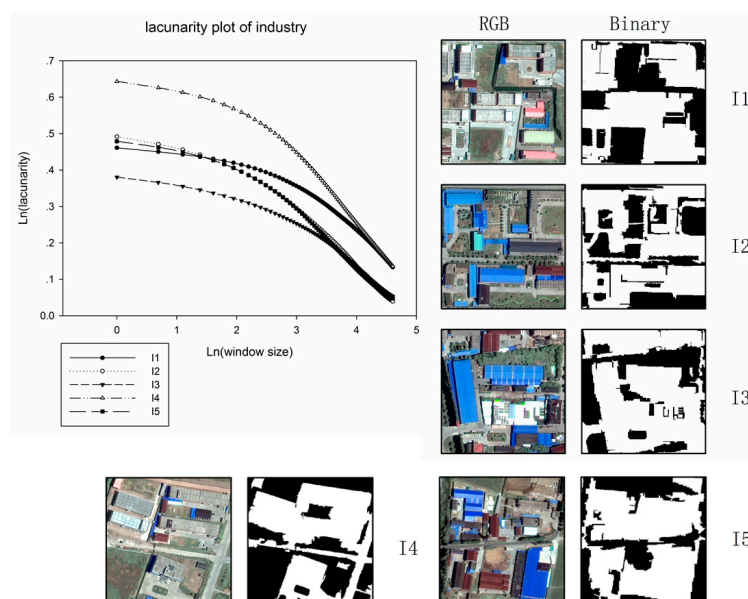 lacunarity plot of industry
RGB
Binary
.7
.6
.5
.4
.3
.2
.1
0.0
Ln(lacunarity)
0
1
2
3
4
5
Ln(window size)
I1
I2
I3
I4
I5
I1
I2
I3
I4
I5